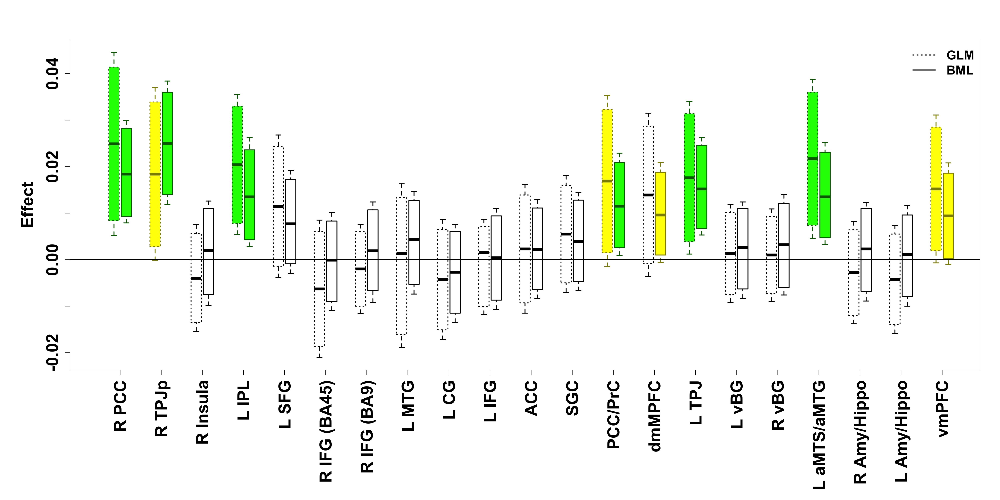 GLM
BML
Effect
0.04
0.02
0.00
-0.02
R PCC
R TPJp
R Insula
L IPL
L SFG
R IFG (BA45)
R IFG (BA9)
L MTG
L CG
L IFG
ACC
SGC
PCC/PrC
dmMPFC
L TPJ
L vBG
R vBG
L aMTS/aMTG
R Amy/Hippo
L Amy/Hippo
vmPFC